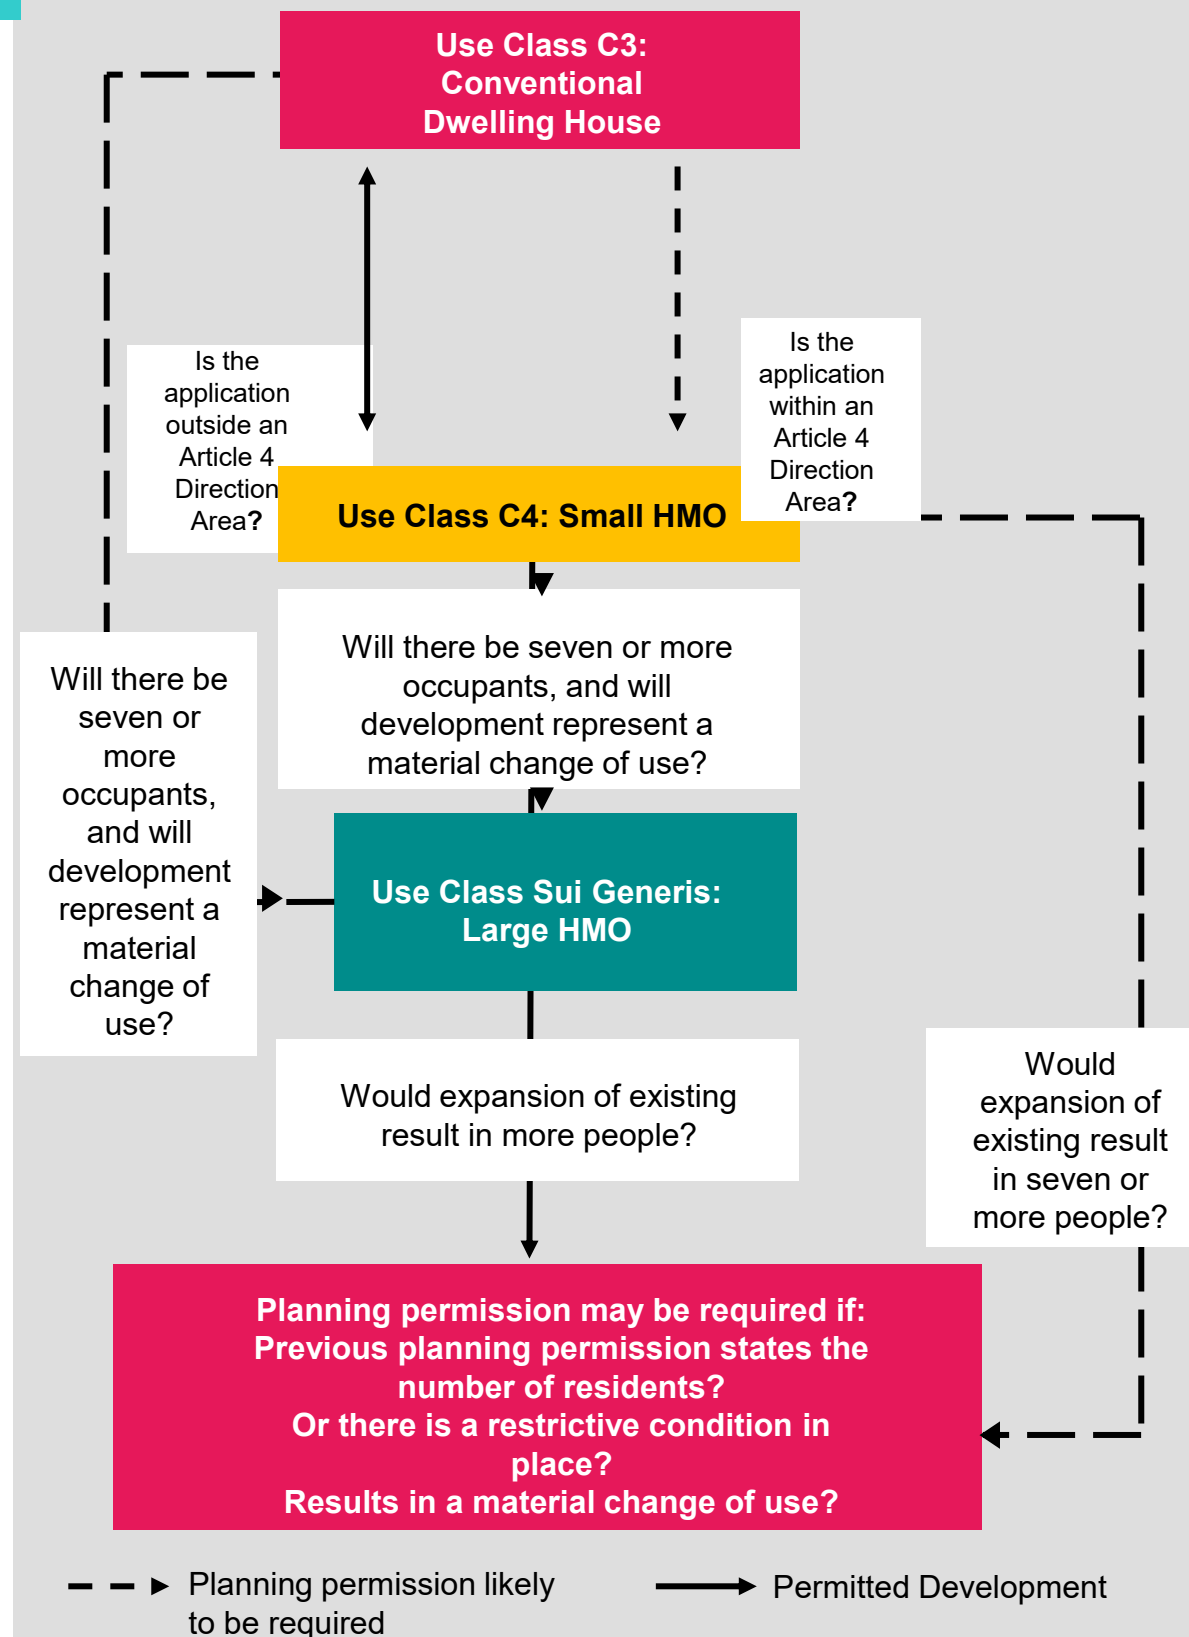 Use Class C3:
Conventional
Dwelling House
Is the
application
outside an
Article 4
Direction
Area?
Is the
application
within an
Article 4
Direction
Area?
Use Class C4: Small HMO
Will there be seven or more
occupants, and will
development represent a
material change of use?
Will there be
seven or
more
occupants,
and will
development
represent a
material
change of
use?
Use Class Sui Generis:
Large HMO
Would expansion of existing
result in more people?
Would
expansion of
existing result
in seven or
more people?
Planning permission may be required if:
Previous planning permission states the
number of residents?
Or there is a restrictive condition in
place?
Results in a material change of use?
Planning permission likely
to be required
Permitted Development